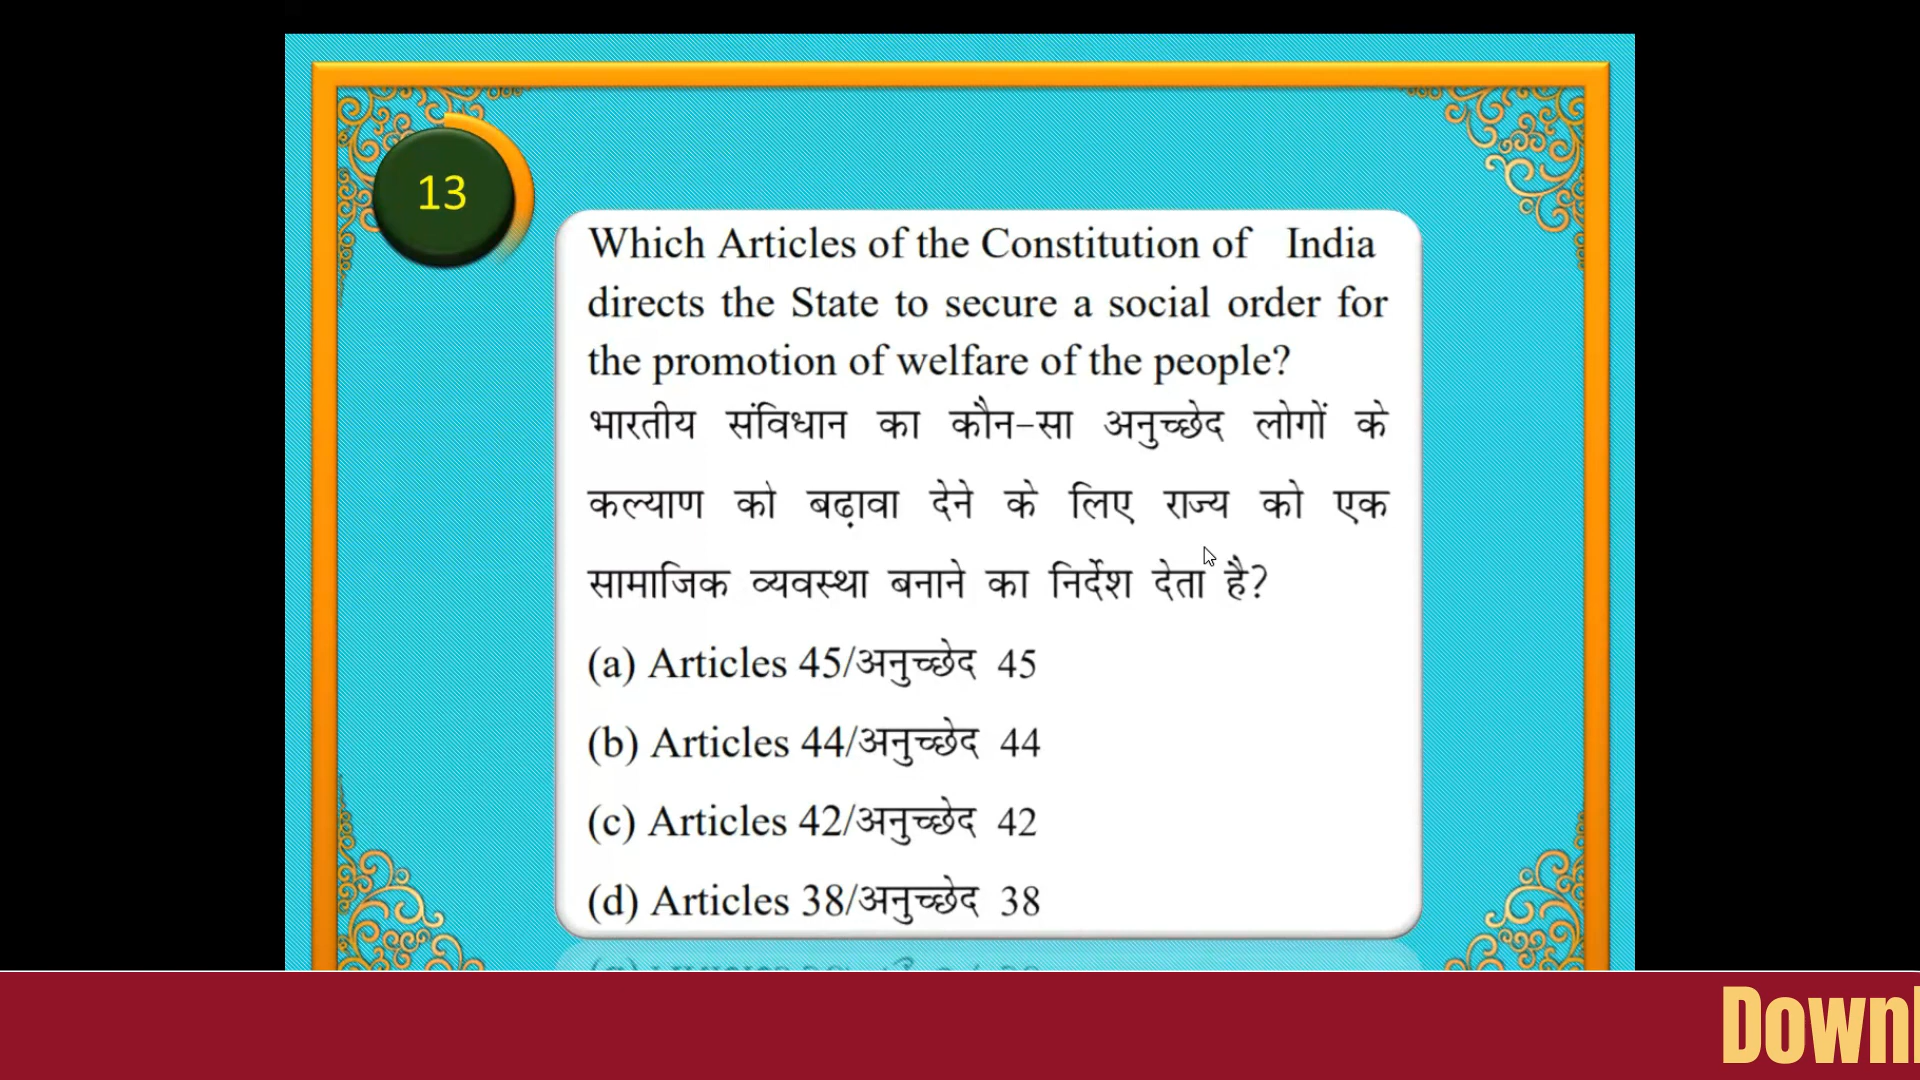 13
Which Articles of the Constitution of India
directs the State to secure a social order for
the promotion of welfare of the people?
भारतीय संविधान का कौन-सा अनुच्छेद लोगों के
कल्याण को बढ़ावा देने के लिए राज्य को एक
सामाजिक व्यवस्था बनाने का निर्देश देता है?
(a) Articles 45/अनुच्छेद 45
(b) Articles 44/अनुच्छेद 44
(c) Articles 42/अनुच्छेद 42
(d) Articles 38/अनुच्छेद 38